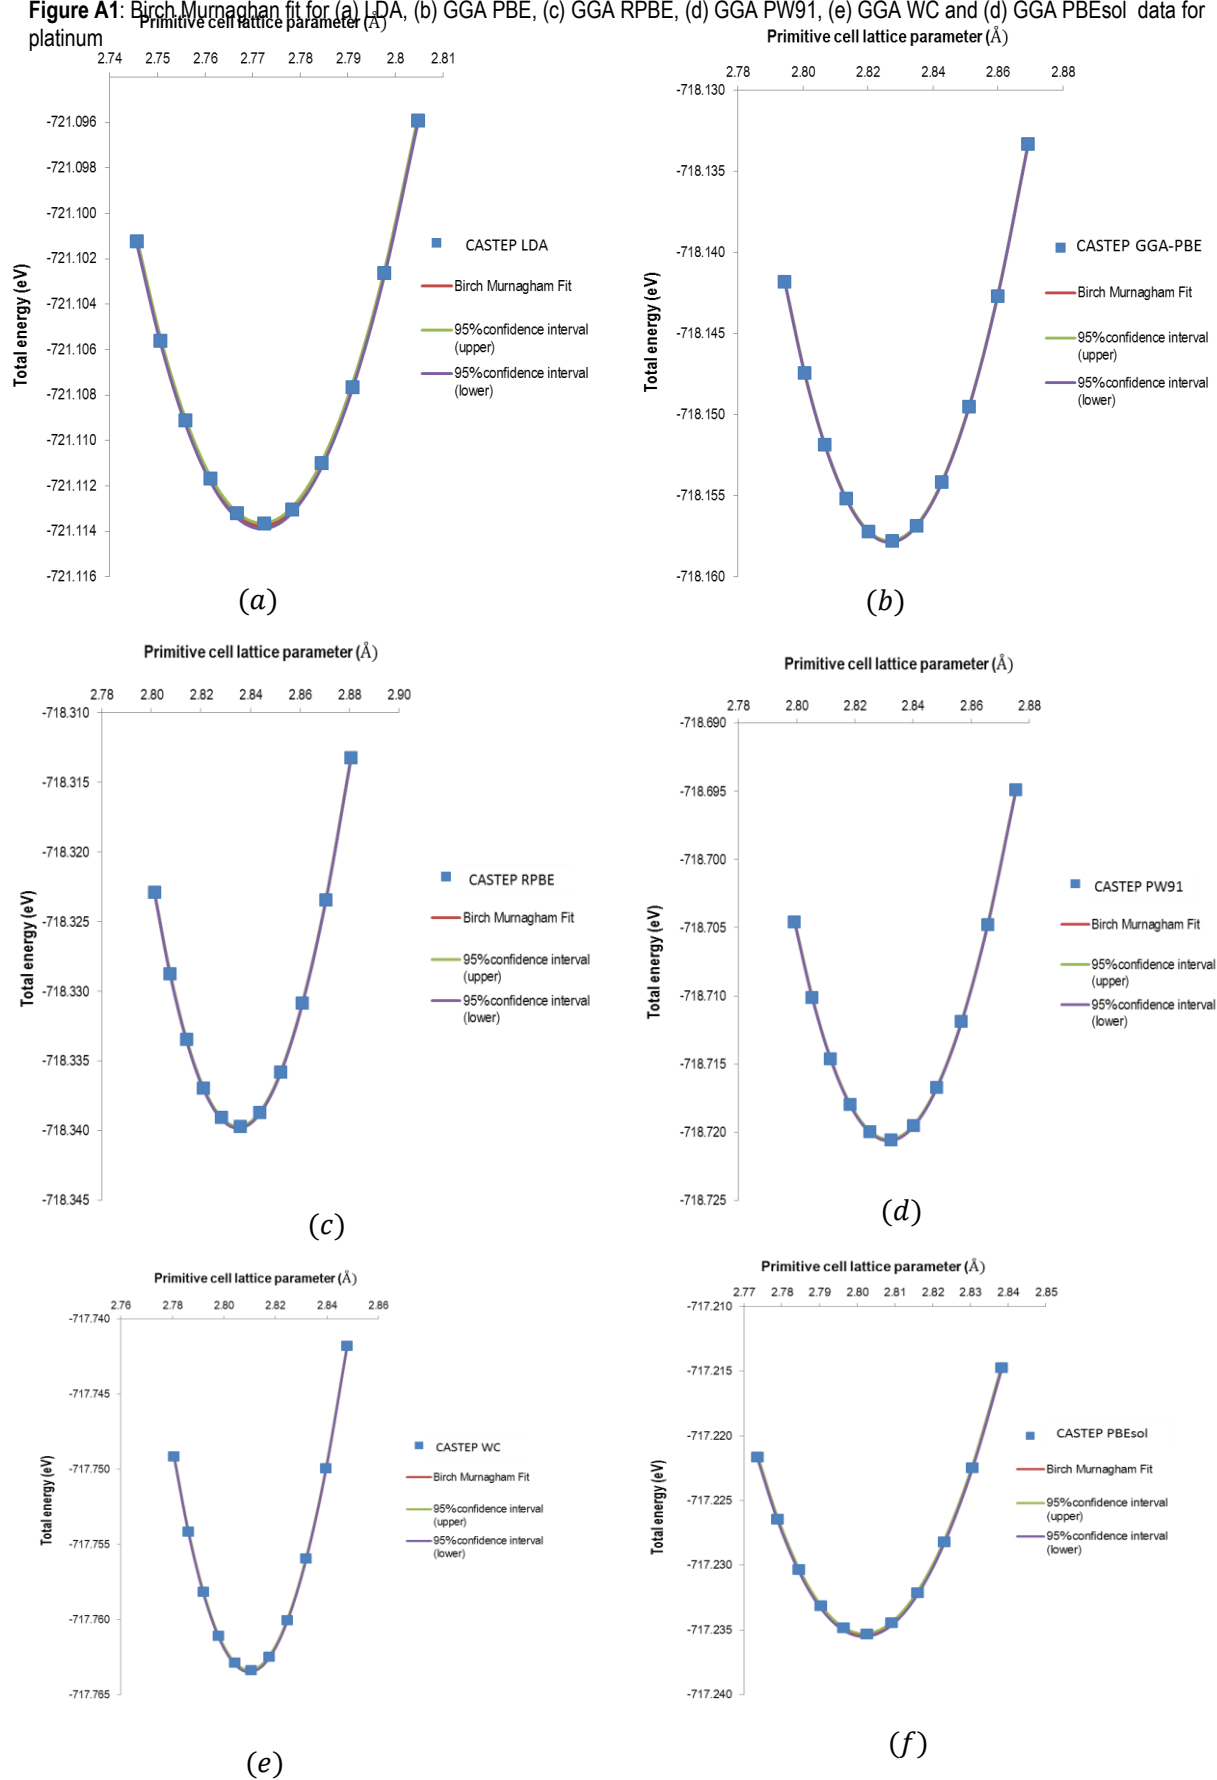 Figure A1: Birch Murnaghan fit for (a) LDA, (b) GGA PBE, (c) GGA RPBE, (d) GGA PW91, (e) GGA WC and (d) GGA PBEsol data for
platinum
Primitive cell lattice parameter (Å)
2.74 2.75 2.76 2.77 2.78 2.79 2.8 2.81
Total energy (eV)
-721.096
-721.098
-721.100
-721.102
-721.104
-721.106
-721.108
-721.110
-721.112
-721.114
-721.116
CASTEP LDA
Birch Murnagham Fit
95%confidence interval
(upper)
95%confidence interval
(lower)
(a)
Primitive cell lattice parameter (Å)
2.78 2.80 2.82 2.84 2.86 2.88
Total energy (eV)
-718.130
-718.135
-718.140
-718.145
-718.150
-718.155
-718.160
CASTEP GGA-PBE
Birch Murnagham Fit
95%confidence interval
(upper)
95%confidence interval
(lower)
(b)
Primitive cell lattice parameter (Å)
2.78 2.80 2.82 2.84 2.86 2.88 2.90
Total energy (eV)
-718.310
-718.315
-718.320
-718.325
-718.330
-718.335
-718.340
-718.345
CASTEP RPBE
Birch Murnagham Fit
95%confidence interval
(upper)
95%confidence interval
(lower)
(c)
Primitive cell lattice parameter (Å)
2.78 2.80 2.82 2.84 2.86 2.88
Total energy (eV)
-718.690
-718.695
-718.700
-718.705
-718.710
-718.715
-718.720
-718.725
CASTEP PW91
Birch Murnagham Fit
95%confidence interval
(upper)
95%confidence interval
(lower)
(d)
Primitive cell lattice parameter (Å)
2.76 2.78 2.80 2.82 2.84 2.86
Total energy (eV)
-717.740
-717.745
-717.750
-717.755
-717.760
-717.765
CASTEP WC
Birch Murnagham Fit
95%confidence interval
(upper)
95%confidence interval
(lower)
(e)
Primitive cell lattice parameter (Å)
2.77 2.78 2.79 2.80 2.81 2.82 2.83 2.84 2.85
Total energy (eV)
-717.210
-717.215
-717.220
-717.225
-717.230
-717.235
-717.240
CASTEP PBEsol
Birch Murnagham Fit
95%confidence interval
(upper)
95%confidence interval
(lower)
(f)